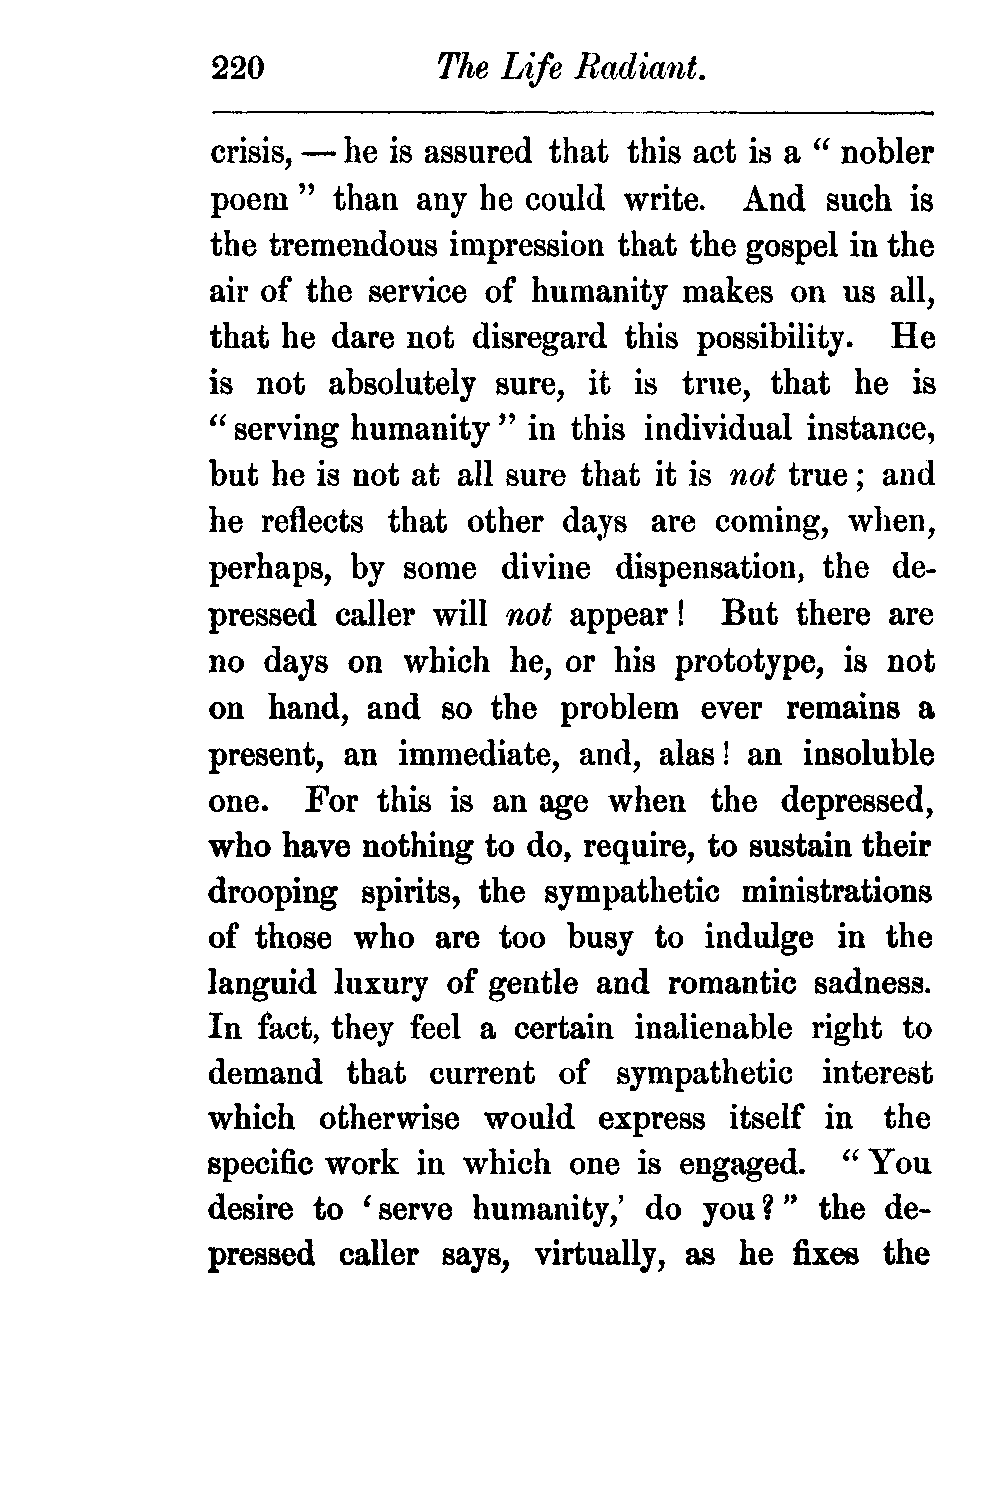 220 The Life Radiant.
crisis, — he is assured that this act is a “ nobler
poem ” than any he could write. And such is
the tremendous impression that the gospel in the
air of the service of humanity makes on us all,
that he dare not disregard this possibility. He
is not absolutely sure, it is true, that he is
“ serving humanity ” in this individual instance,
but he is not at all sure that it is not true ; and
he reflects that other days are coming, when,
perhaps, by some divine dispensation, the de-
pressed caller will not appear ! But there are
no days on which he, or his prototype, is not
on hand, and so the problem ever remains a
present, an immediate, and, alas ! an insoluble
one. For this is an age when the depressed,
who have nothing to do, require, to sustain their
drooping spirits, the sympathetic ministrations
of those who are too busy to indulge in the
languid luxury of gentle and romantic sadness.
In fact, they feel a certain inalienable right to
demand that current of sympathetic interest
which otherwise would express itself in the
specific work in which one is engaged. “ You
desire to ‘ serve humanity,’ do you ? ” the de-
pressed caller says, virtually, as he fixes the